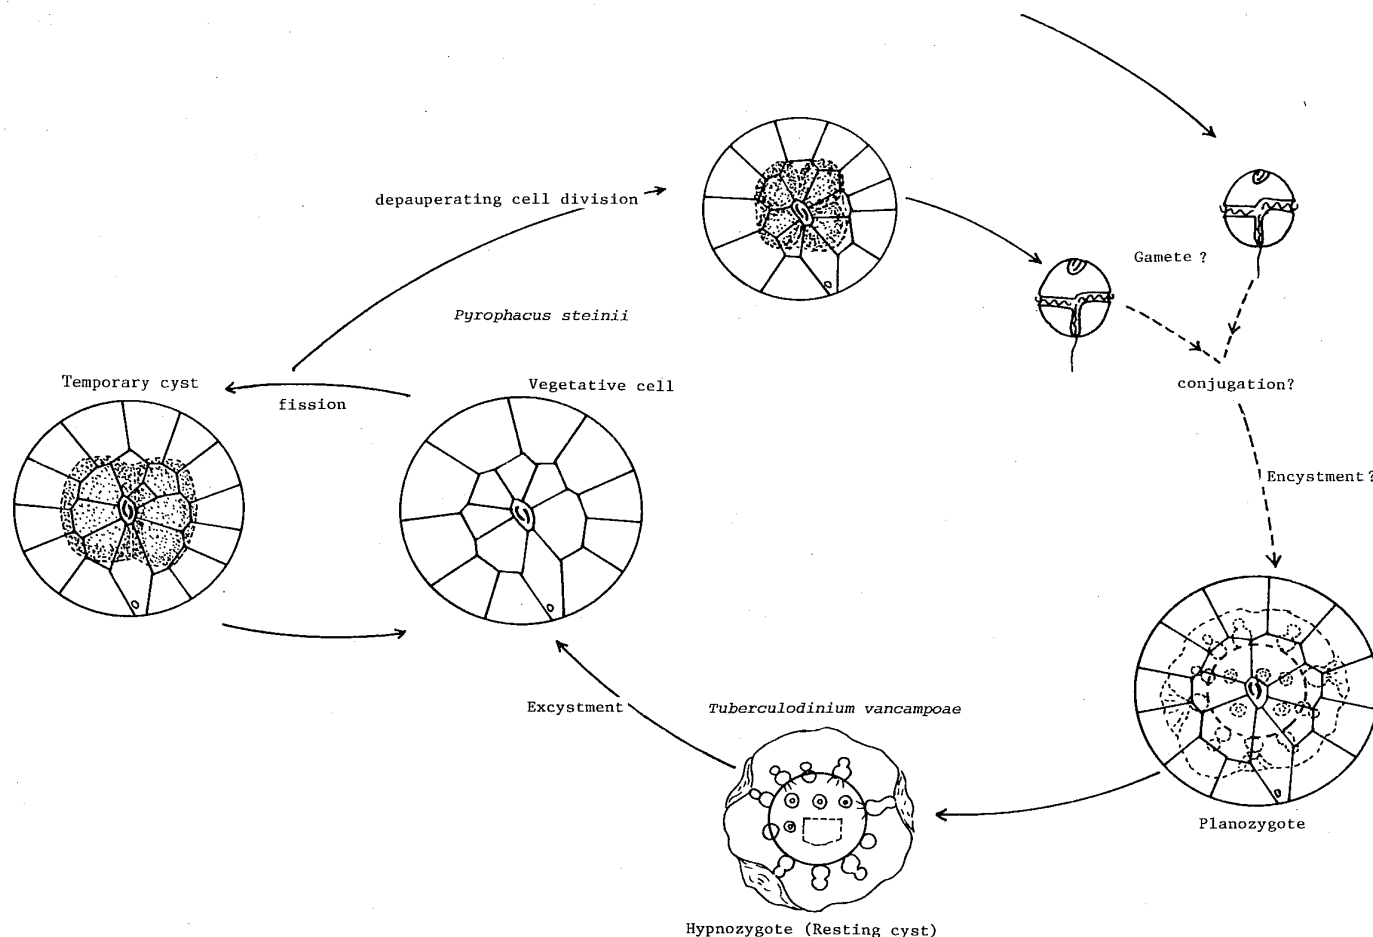 depauperating cell division
Gamete ?
Pyrophacus steinii
Temporary cyst
Vegetative cell
conjugation?
fission
Encystment ?
Excystment
Tuberculodinium vancampoae
Planozygote
Hypnozygote (Resting cyst)